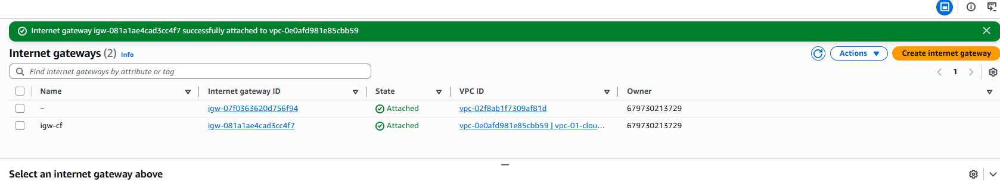 Internet gateway igw-081a1ae4cad3cc4f7 successfully attached to vpc-0e0afd981e85cbb59
Internet gateways (2) Info
Actions
Create internet gateway
Find internet gateways by attribute or tag
1
Name Internet gateway ID State VPC ID Owner
– igw-07f0363620d756f94 Attached vpc-02f8ab1f7309af81d 679730213729
igw-cf igw-081a1ae4cad3cc4f7 Attached vpc-0e0afd981e85cbb59 | vpc-01-clou... 679730213729
Select an internet gateway above